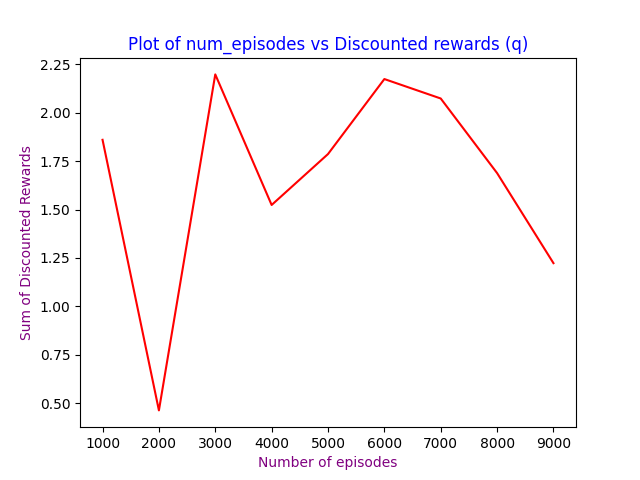 Plot of num_episodes vs Discounted rewards (q)
Sum of Discounted Rewards
2.25
2.00
1.75
1.50
1.25
1.00
0.75
0.50
1000 2000 3000 4000 5000 6000 7000 8000 9000
Number of episodes